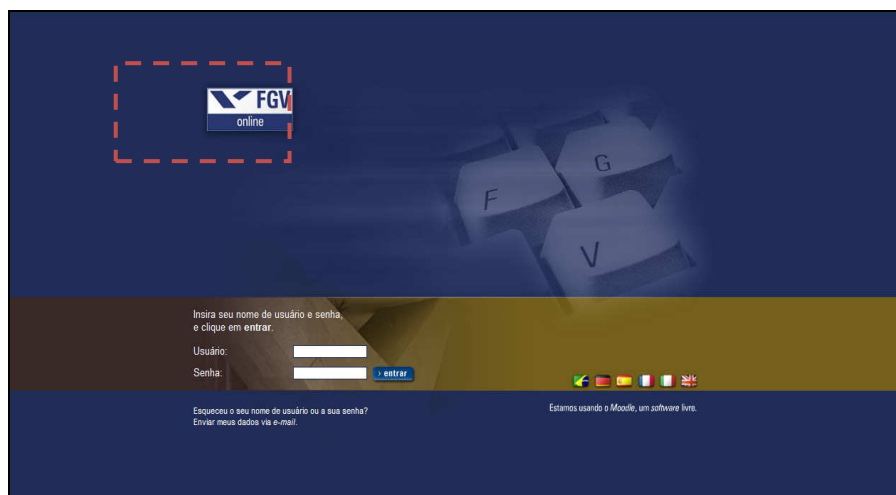 FGV
online
F
G
V
Insira seu nome de usuário e senha,
e clique em entrar.
Usuário:
Senha:
› entrar
Esqueceu o seu nome de usuário ou a sua senha?
Enviar meus dados via e-mail.
Estamos usando o Moodle, um software livre.